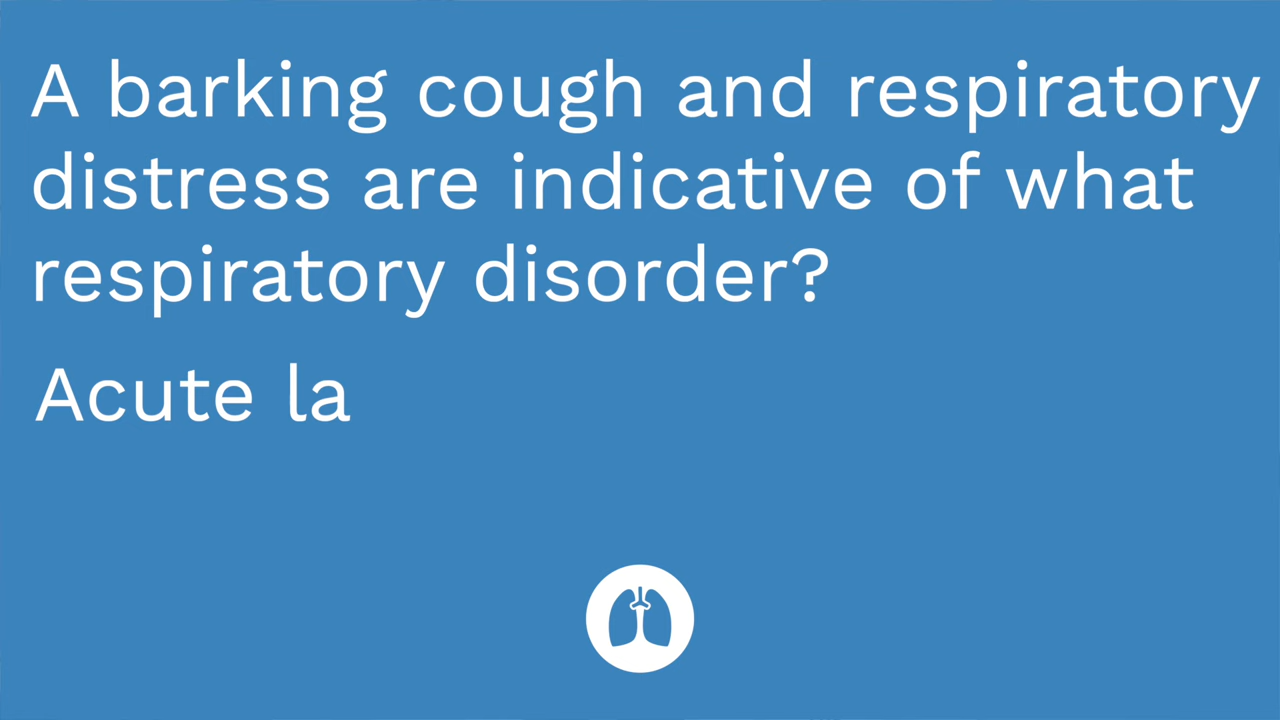 A barking cough and respiratory
distress are indicative of what
respiratory disorder?
Acute la